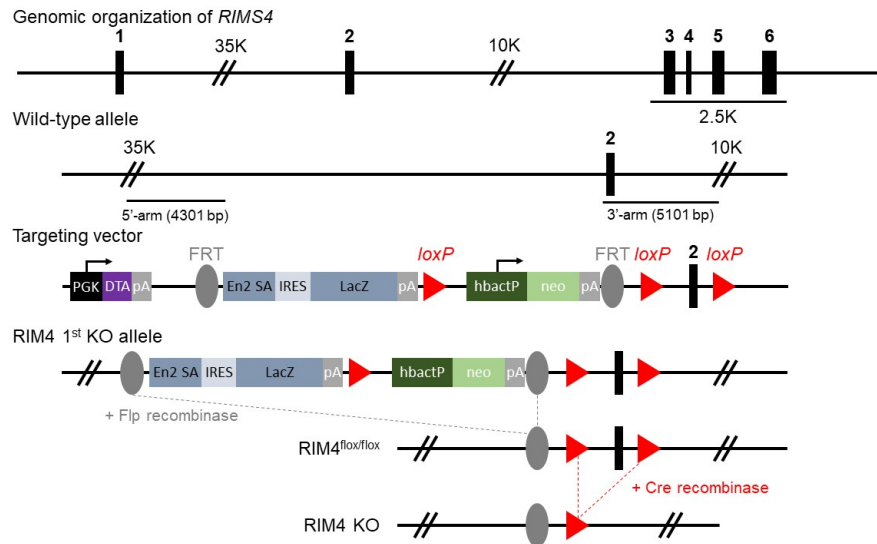 Genomic organization of RIMS4
1 35K 2 10K 3 4 5 6
2.5K
Wild-type allele
35K 2 10K
5'-arm (4301 bp) 3'-arm (5101 bp)
Targeting vector
FRT loxP FRT loxP 2 loxP
PGK DTA pA En2 SA IRES LacZ pA hbactP neo pA
RIM4 1st KO allele
En2 SA IRES LacZ pA hbactP neo pA
+ Flp recombinase
RIM4flox/flox
+ Cre recombinase
RIM4 KO